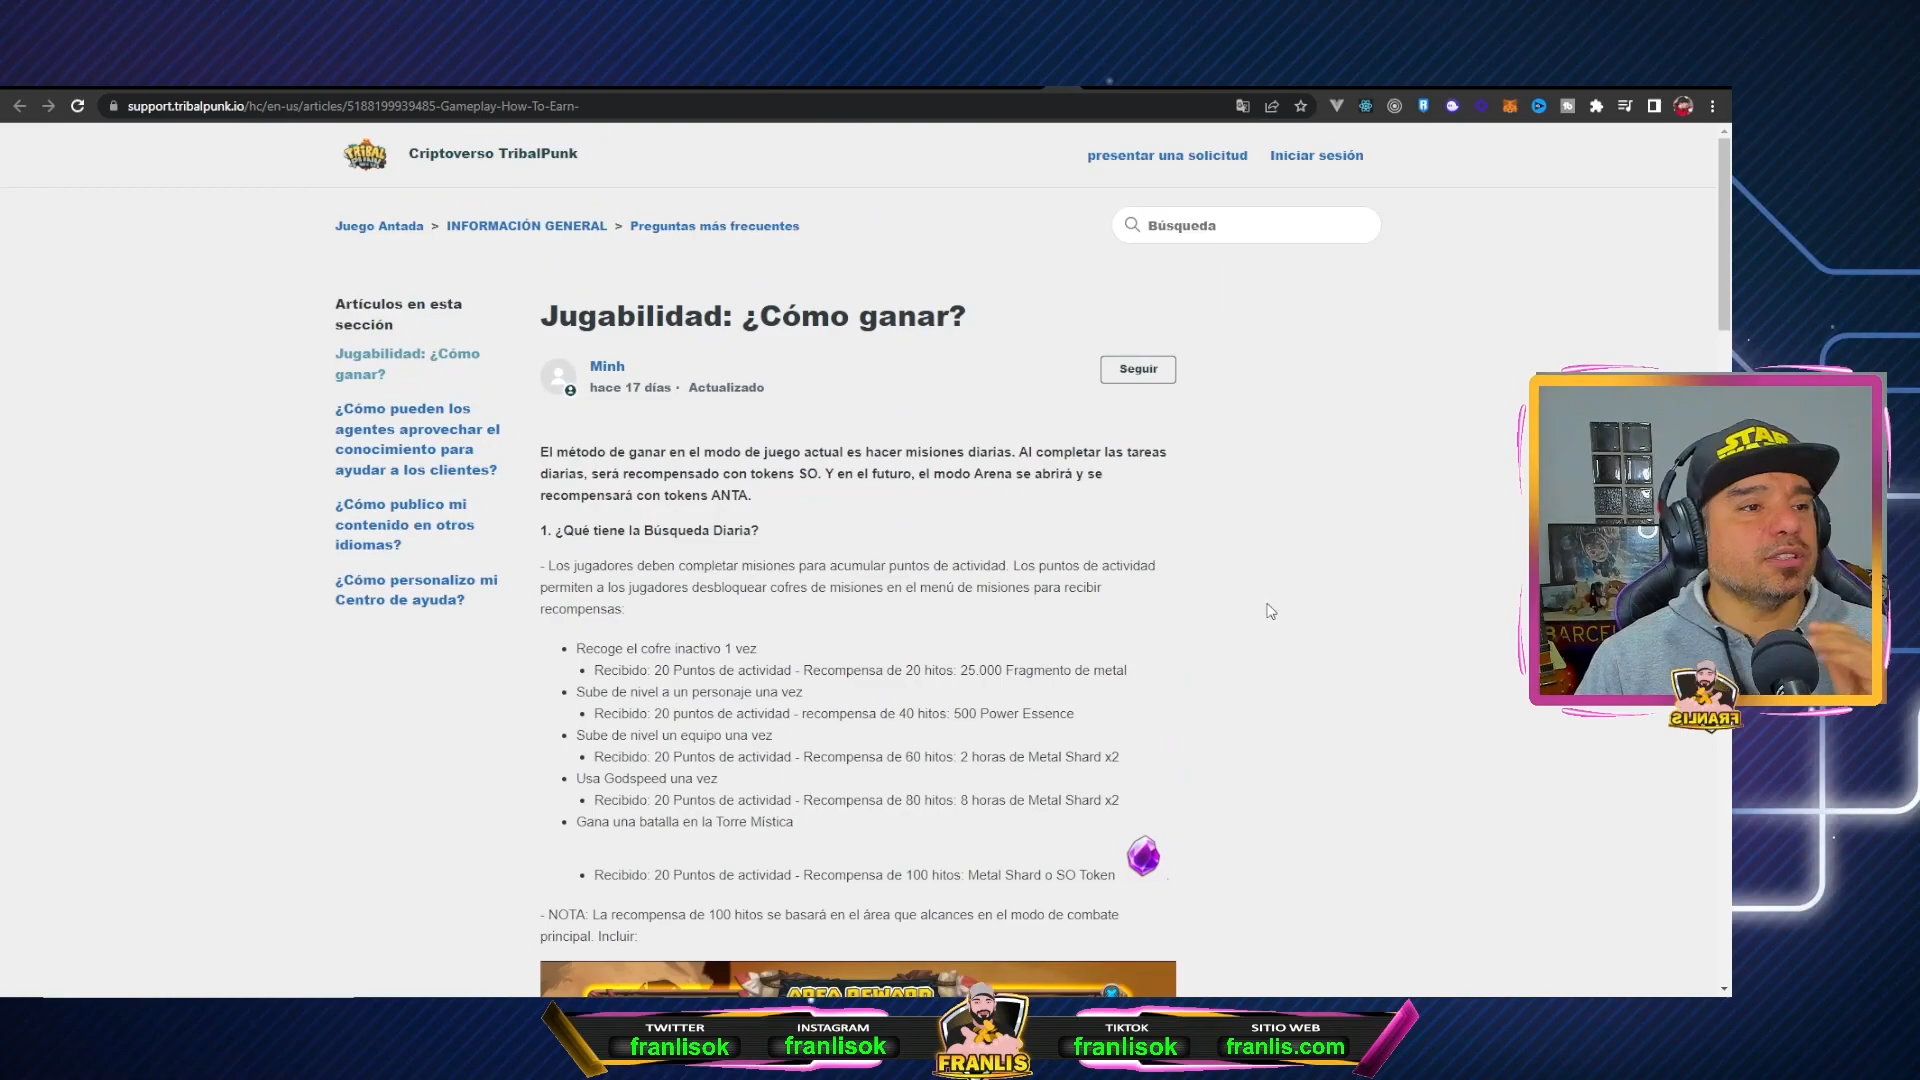 support.tribalpunk.io/hc/en-us/articles/5188199939485-Gameplay-How-To-Earn-
TRIBAL PUNK
Criptoverso TribalPunk
presentar una solicitud
Iniciar sesión
Juego Antada > INFORMACIÓN GENERAL > Preguntas más frecuentes
Búsqueda
Artículos en esta
sección
Jugabilidad: ¿Cómo
ganar?
¿Cómo pueden los
agentes aprovechar el
conocimiento para
ayudar a los clientes?
¿Cómo publico mi
contenido en otros
idiomas?
¿Cómo personalizo mi
Centro de ayuda?
Jugabilidad: ¿Cómo ganar?
Minh
hace 17 días · Actualizado
Seguir
El método de ganar en el modo de juego actual es hacer misiones diarias. Al completar las tareas
diarias, será recompensado con tokens SO. Y en el futuro, el modo Arena se abrirá y se
recompensará con tokens ANTA.
1. ¿Qué tiene la Búsqueda Diaria?
- Los jugadores deben completar misiones para acumular puntos de actividad. Los puntos de actividad
permiten a los jugadores desbloquear cofres de misiones en el menú de misiones para recibir
recompensas:
• Recoge el cofre inactivo 1 vez
• Recibido: 20 Puntos de actividad - Recompensa de 20 hitos: 25.000 Fragmento de metal
• Sube de nivel a un personaje una vez
• Recibido: 20 puntos de actividad - recompensa de 40 hitos: 500 Power Essence
• Sube de nivel un equipo una vez
• Recibido: 20 Puntos de actividad - Recompensa de 60 hitos: 2 horas de Metal Shard x2
• Usa Godspeed una vez
• Recibido: 20 Puntos de actividad - Recompensa de 80 hitos: 8 horas de Metal Shard x2
• Gana una batalla en la Torre Mística
• Recibido: 20 Puntos de actividad - Recompensa de 100 hitos: Metal Shard o SO Token
.
- NOTA: La recompensa de 100 hitos se basará en el área que alcances en el modo de combate
principal. Incluir:
AREA REWARD
STAR
WARS
BARCEL
FRANLIS
TWITTER
franlisok
INSTAGRAM
franlisok
FRANLIS
TIKTOK
franlisok
SITIO WEB
franlis.com